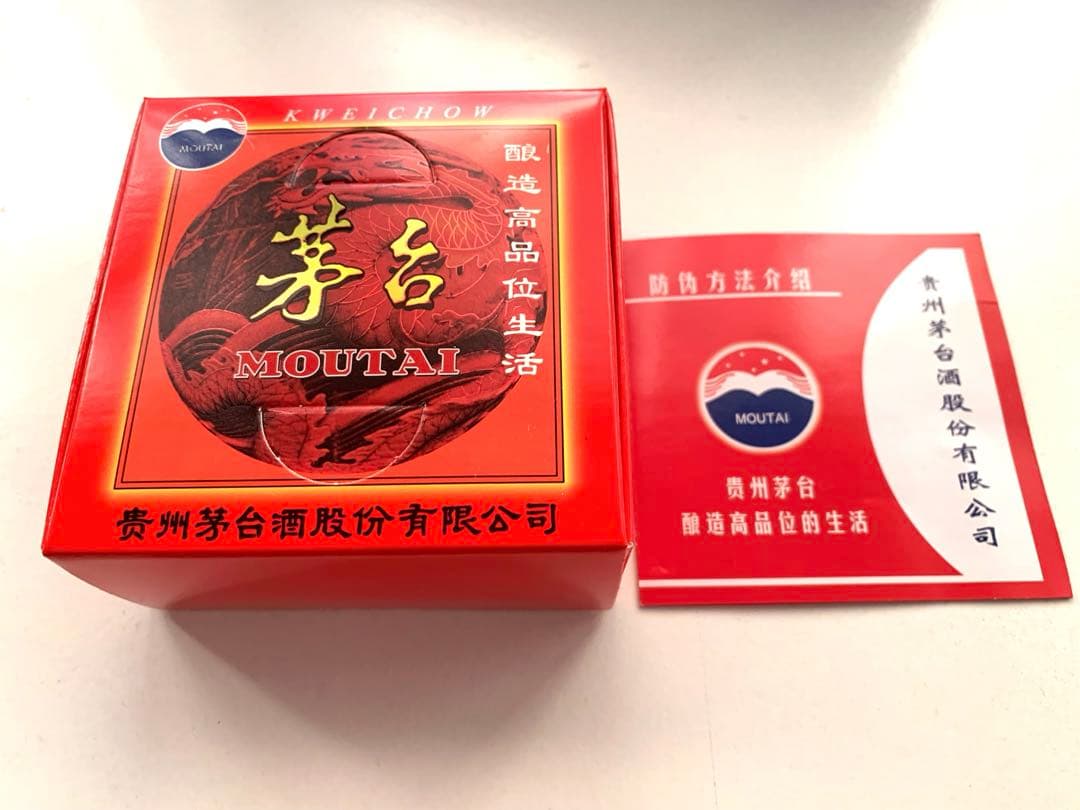 KWEICHOW
MOUTAI
酿造高品位生活
茅台
MOUTAI
贵州茅台酒股份有限公司
防伪方法介绍
贵州茅台酒股份有限公司
MOUTAI
贵州茅台
酿造高品位的生活